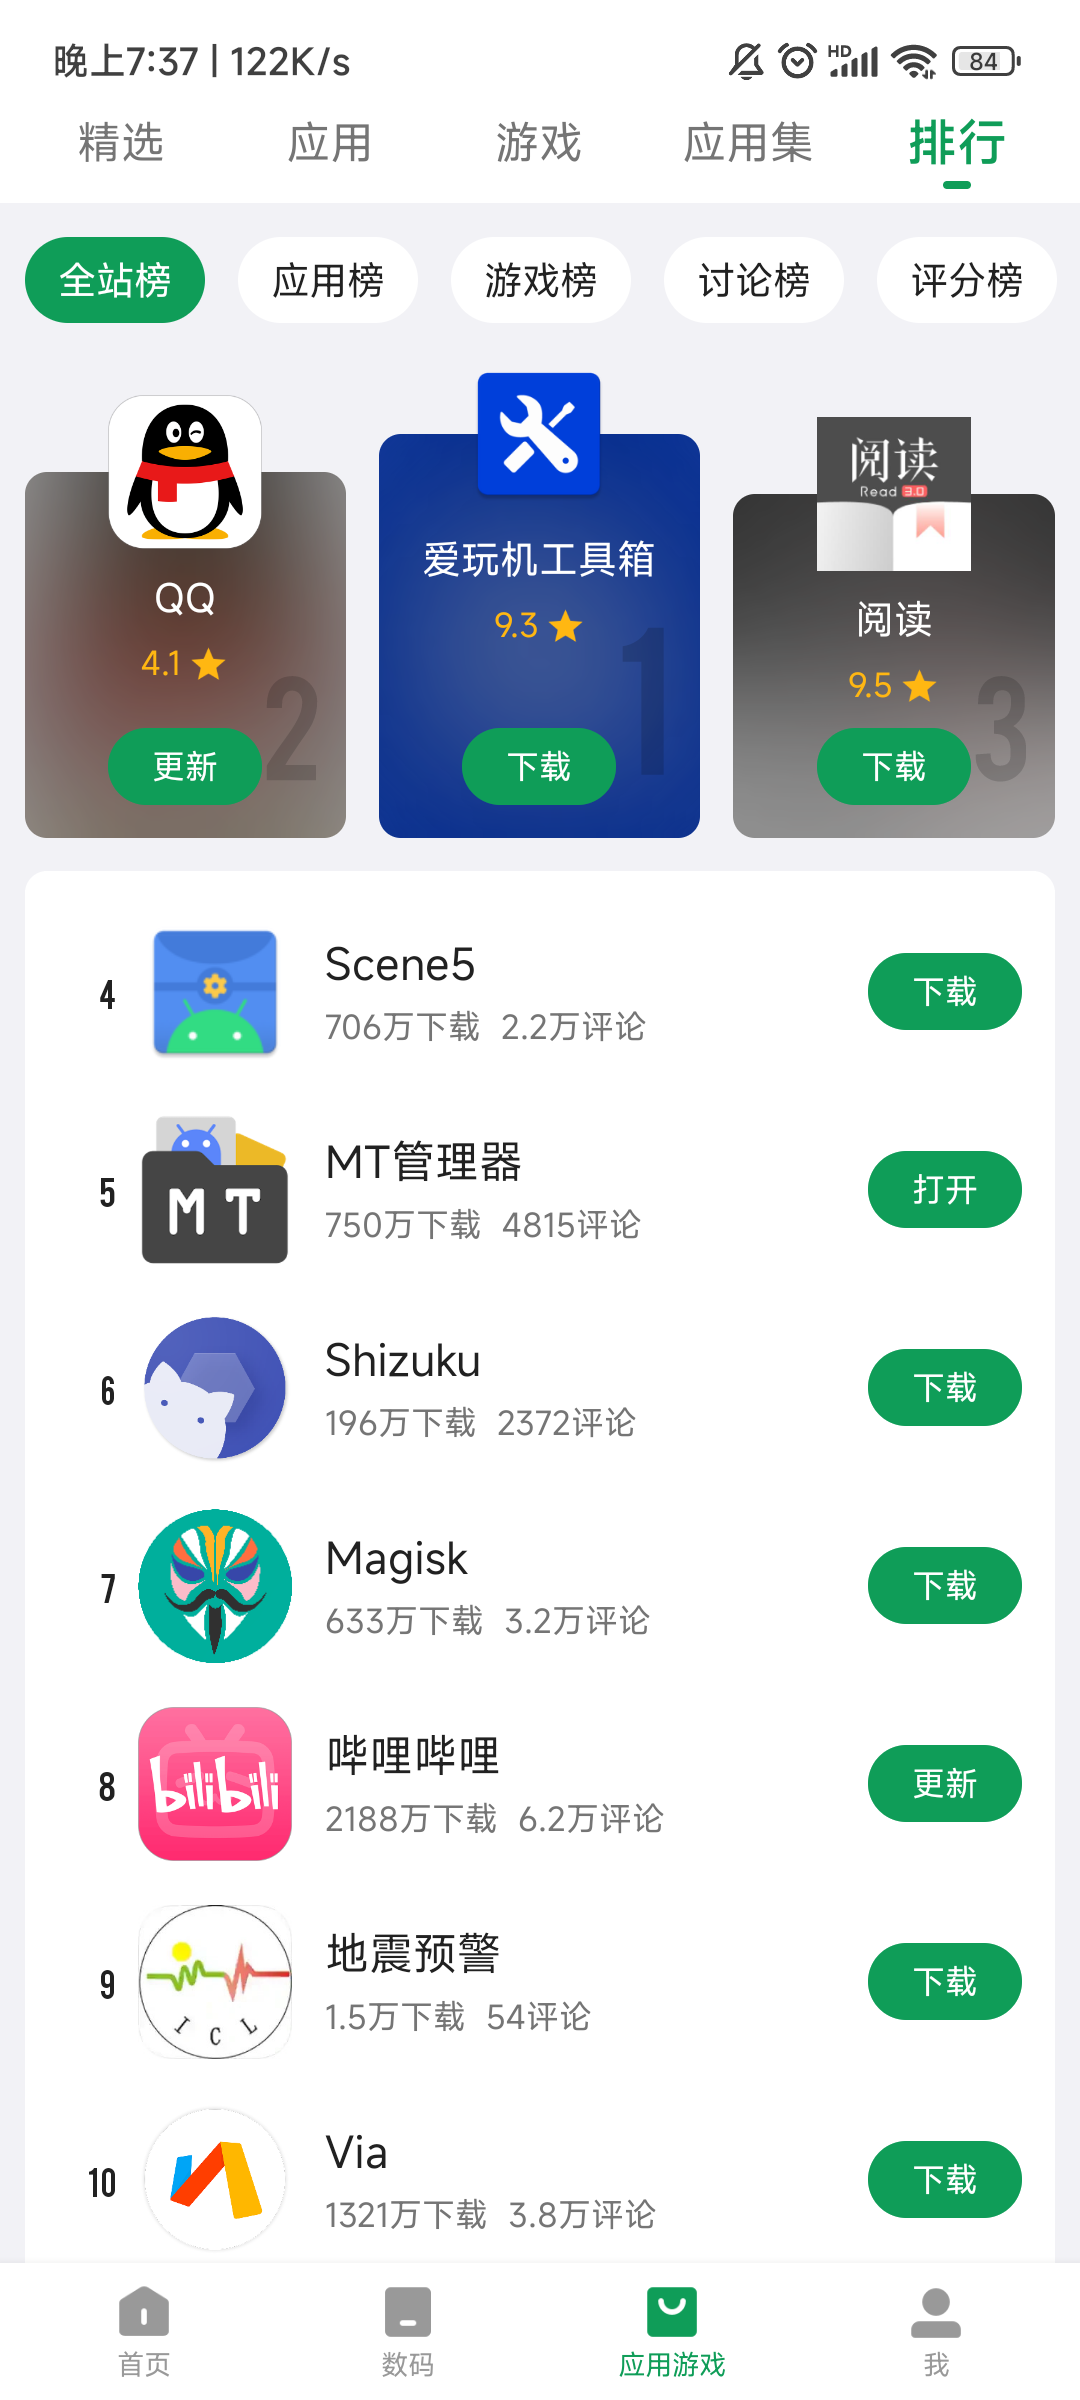 晚上7:37 | 122K/s
HD
84
精选 应用 游戏 应用集 排行
全站榜 应用榜 游戏榜 讨论榜 评分榜
QQ
4.1
更新
2
爱玩机工具箱
9.3
下载
1
阅读
Read 3.0
阅读
9.5
下载
3
4
Scene5
706万下载 2.2万评论
下载
5
M T
MT管理器
750万下载 4815评论
打开
6
Shizuku
196万下载 2372评论
下载
7
Magisk
633万下载 3.2万评论
下载
8
bilibili
哔哩哔哩
2188万下载 6.2万评论
更新
9
I C L
地震预警
1.5万下载 54评论
下载
10
Via
1321万下载 3.8万评论
下载
首页 数码 应用游戏 我